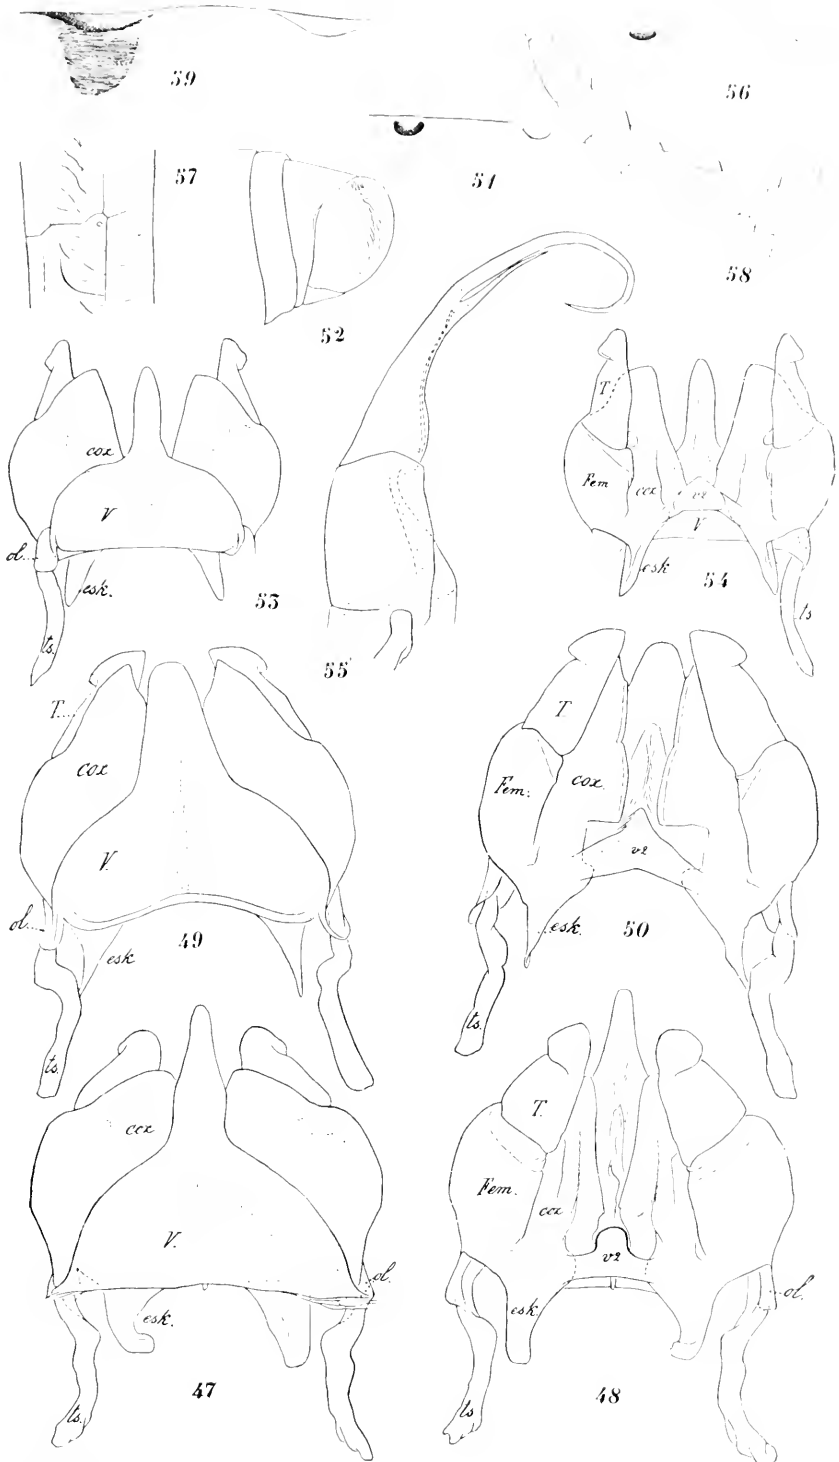 59
56
57
51
58
52
T
cox
Fem
cox
v2
V
V
ol...
esk.
53
esk
54
ts.
ts
55
T...
T.
cox
Fem.
cox.
V.
v2
ol...
49
esk
esk.
50
ts.
ts.
cox
T.
Fem.
cox
V.
v2
ol.
ol.
esk.
esk.
47
48
ts.
ts